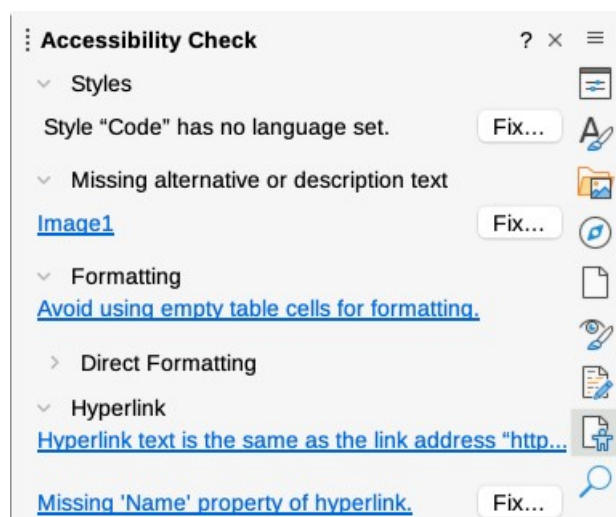 Accessibility Check ? ×
Styles
Style “Code” has no language set. Fix...
Missing alternative or description text
Image1 Fix...
Formatting
Avoid using empty table cells for formatting.
Direct Formatting
Hyperlink
Hyperlink text is the same as the link address “http...
Missing 'Name' property of hyperlink. Fix...